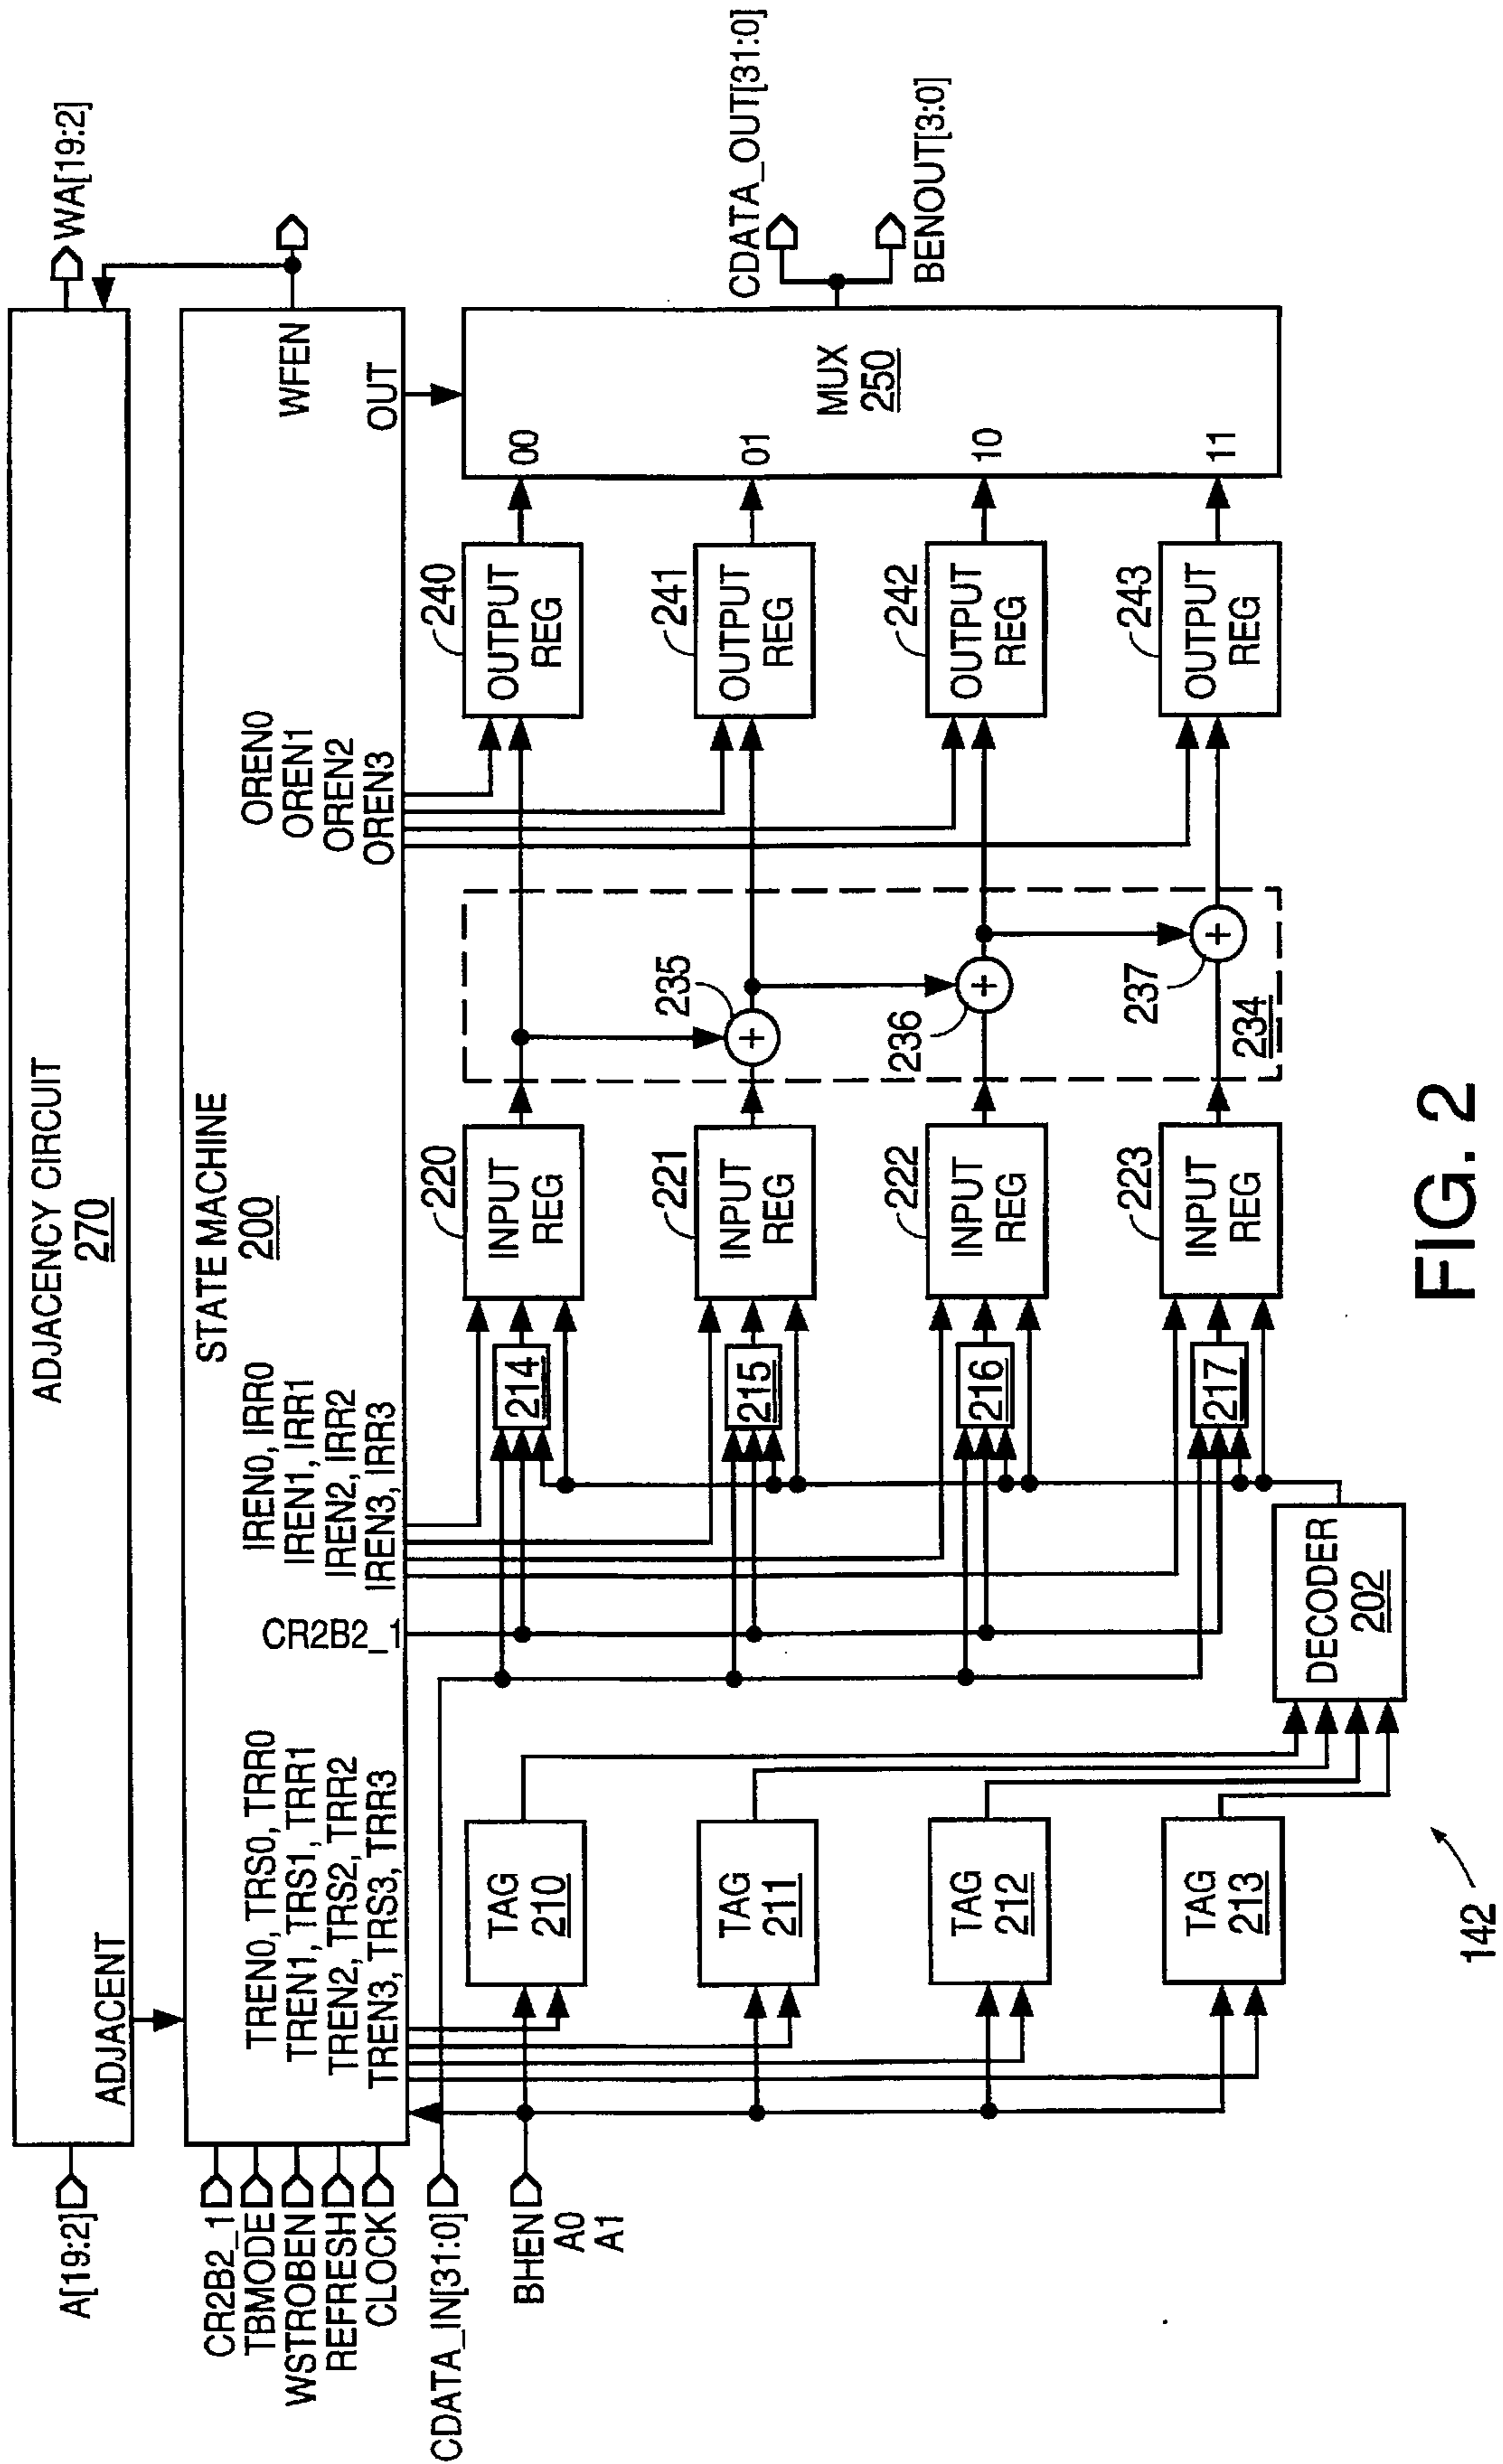 A[19:2]
ADJACENCY CIRCUIT
270
ADJACENT
WA[19:2]
CR2B2_1
TBMODE
WSTROBEN
REFRESH
CLOCK
STATE MACHINE
200
WFEN
OUT
TREN0, TRS0, TRR0
TREN1, TRS1, TRR1
TREN2, TRS2, TRR2
TREN3, TRS3, TRR3
CR2B2_1
IREN0, IRR0
IREN1, IRR1
IREN2, IRR2
IREN3, IRR3
OREN0
OREN1
OREN2
OREN3
CDATA_IN[31:0]
BHEN
A0
A1
TAG
210
214
220
INPUT
REG
240
OUTPUT
REG
00
TAG
211
215
221
INPUT
REG
235
241
OUTPUT
REG
01
TAG
212
216
222
INPUT
REG
236
242
OUTPUT
REG
10
TAG
213
217
223
INPUT
REG
237
234
243
OUTPUT
REG
11
MUX
250
CDATA_OUT[31:0]
BENOUT[3:0]
DECODER
202
142
FIG. 2